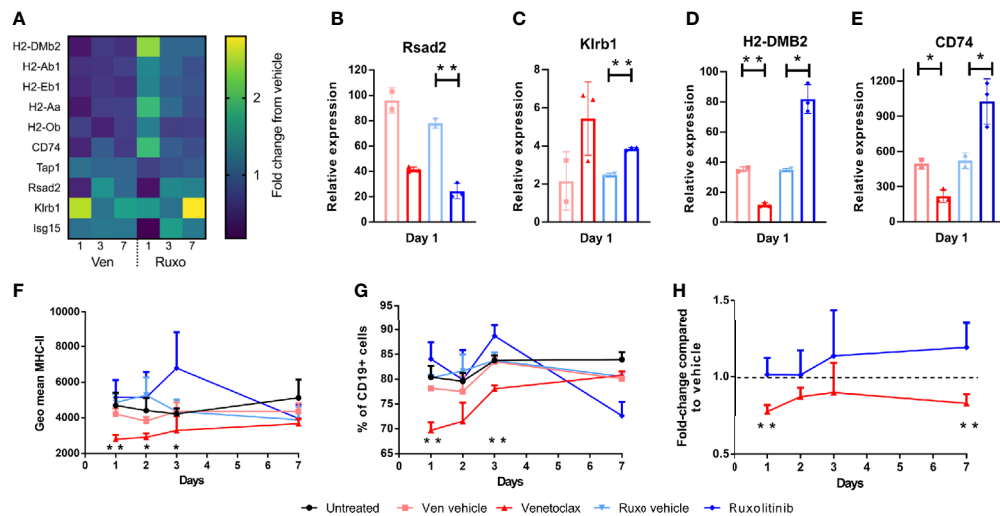 A
H2-DMb2
H2-Ab1
H2-Eb1
H2-Aa
H2-Ob
CD74
Tap1
Rsad2
Klrb1
Isg15
1 3 7 1 3 7
Ven Ruxo
2
1
Fold change from vehicle
B
Rsad2
* *
Relative expression
120
100
80
60
40
20
0
Day 1
C
Klrb1
* *
Relative expression
8
6
4
2
0
Day 1
D
H2-DMB2
* * *
Relative expression
100
80
60
40
20
0
Day 1
E
CD74
* *
Relative expression
1200
900
600
300
0
Day 1
F
Geo mean MHC-II
10000
8000
6000
4000
2000
* * * *
0 1 2 3 4 5 6 7
Days
G
% of CD19+ cells
95
90
85
80
75
70
65
* * * *
0 1 2 3 4 5 6 7
Days
H
Fold-change compared
to vehicle
1.5
1.0
0.5
* * * *
0 1 2 3 4 5 6 7
Days
Untreated Ven vehicle Venetoclax Ruxo vehicle Ruxolitinib